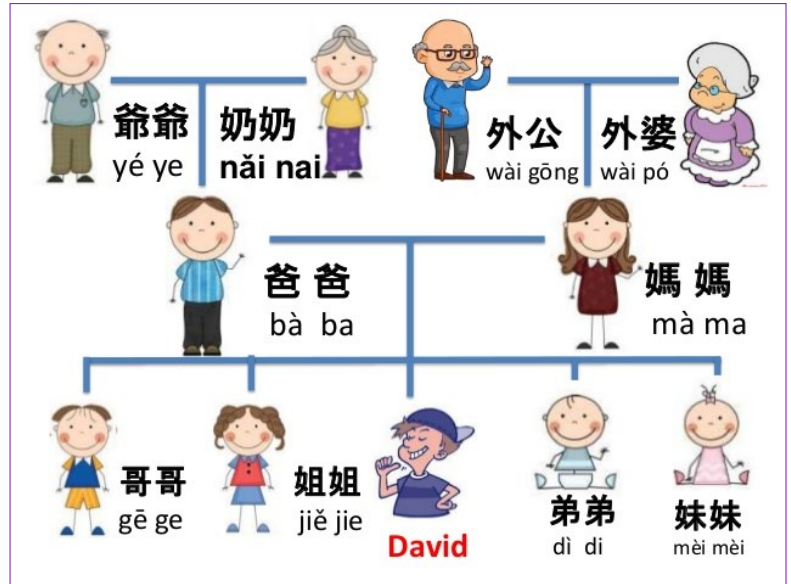 爺爺
yé ye
奶奶
nǎi nai
外公
wài gōng
外婆
wài pó
爸 爸
bà ba
媽 媽
mà ma
哥哥
gē ge
姐姐
jiě jie
David
弟弟
dì di
妹妹
mèi mèi